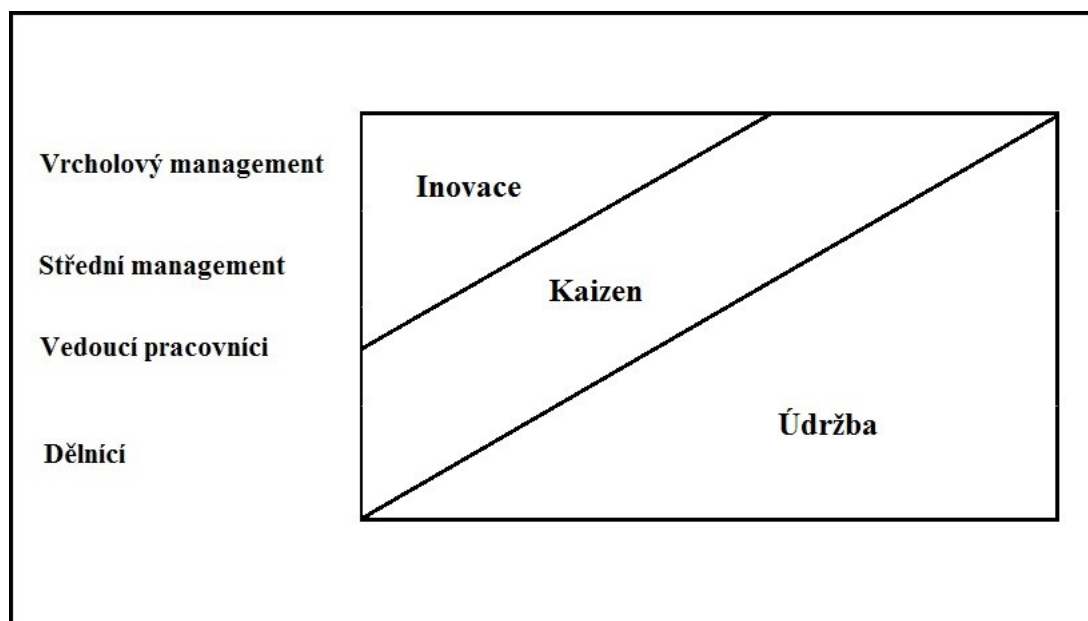 Vrcholový management
Inovace
Střední management
Kaizen
Vedoucí pracovníci
Údržba
Dělnící